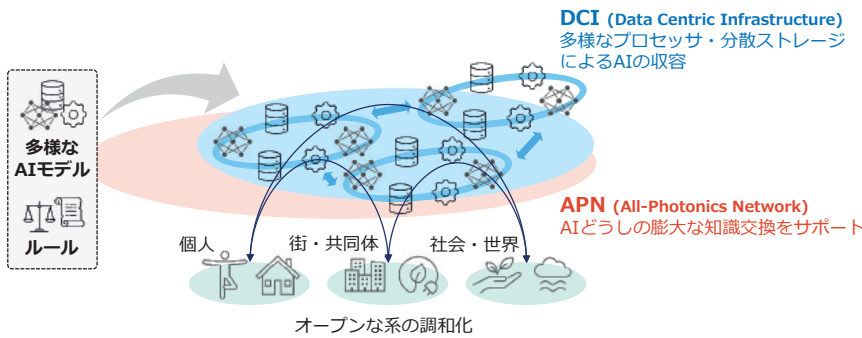 DCI (Data Centric Infrastructure)
多様なプロセッサ・分散ストレージ
によるAIの収容
多様な
AIモデル
ルール
APN (All-Photonics Network)
AIどうしの膨大な知識交換をサポート
個人
街・共同体
社会・世界
オープンな系の調和化